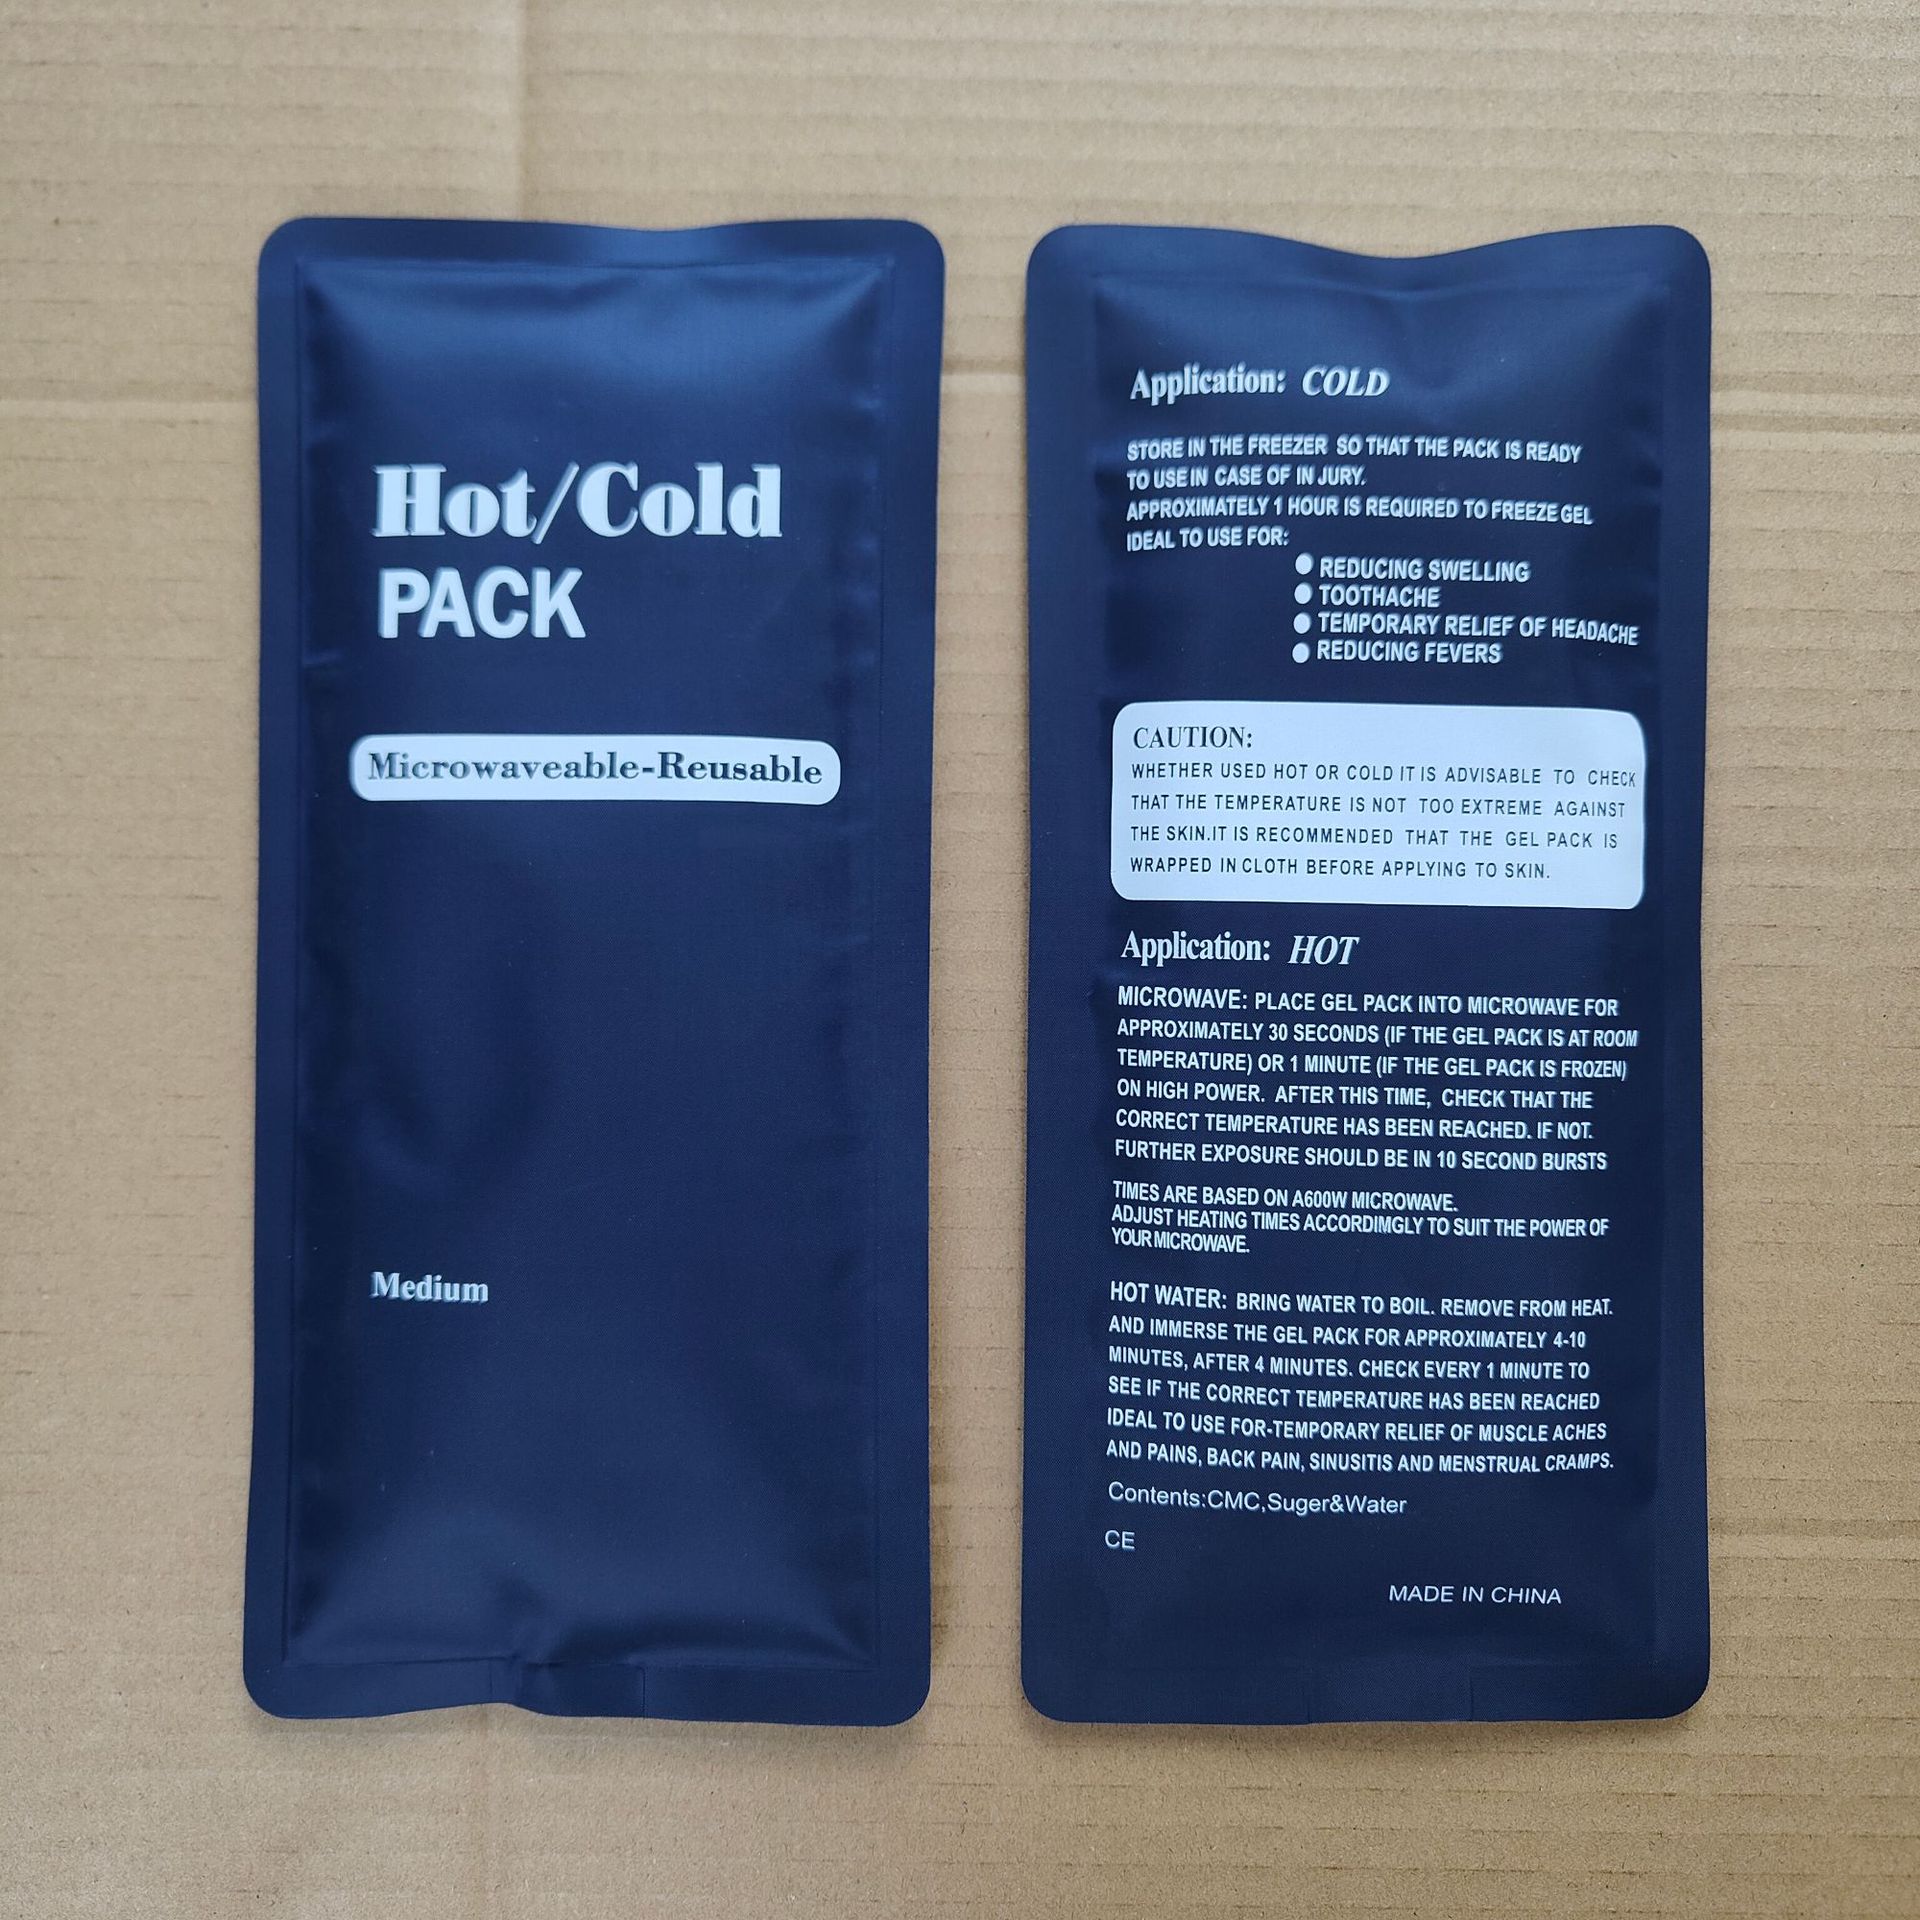 Hot/Cold
PACK
Microwaveable-Reusable
Medium
Application: COLD
STORE IN THE FREEZER SO THAT THE PACK IS READY
TO USE IN CASE OF IN JURY.
APPROXIMATELY 1 HOUR IS REQUIRED TO FREEZE GEL
IDEAL TO USE FOR:
● REDUCING SWELLING
● TOOTHACHE
● TEMPORARY RELIEF OF HEADACHE
● REDUCING FEVERS
CAUTION:
WHETHER USED HOT OR COLD IT IS ADVISABLE TO CHECK
THAT THE TEMPERATURE IS NOT TOO EXTREME AGAINST
THE SKIN.IT IS RECOMMENDED THAT THE GEL PACK IS
WRAPPED IN CLOTH BEFORE APPLYING TO SKIN.
Application: HOT
MICROWAVE: PLACE GEL PACK INTO MICROWAVE FOR
APPROXIMATELY 30 SECONDS (IF THE GEL PACK IS AT ROOM
TEMPERATURE) OR 1 MINUTE (IF THE GEL PACK IS FROZEN)
ON HIGH POWER. AFTER THIS TIME, CHECK THAT THE
CORRECT TEMPERATURE HAS BEEN REACHED. IF NOT.
FURTHER EXPOSURE SHOULD BE IN 10 SECOND BURSTS
TIMES ARE BASED ON A600W MICROWAVE.
ADJUST HEATING TIMES ACCORDIMGLY TO SUIT THE POWER OF
YOUR MICROWAVE.
HOT WATER: BRING WATER TO BOIL. REMOVE FROM HEAT.
AND IMMERSE THE GEL PACK FOR APPROXIMATELY 4-10
MINUTES, AFTER 4 MINUTES. CHECK EVERY 1 MINUTE TO
SEE IF THE CORRECT TEMPERATURE HAS BEEN REACHED
IDEAL TO USE FOR-TEMPORARY RELIEF OF MUSCLE ACHES
AND PAINS, BACK PAIN, SINUSITIS AND MENSTRUAL CRAMPS.
Contents:CMC,Suger&Water
CE
MADE IN CHINA